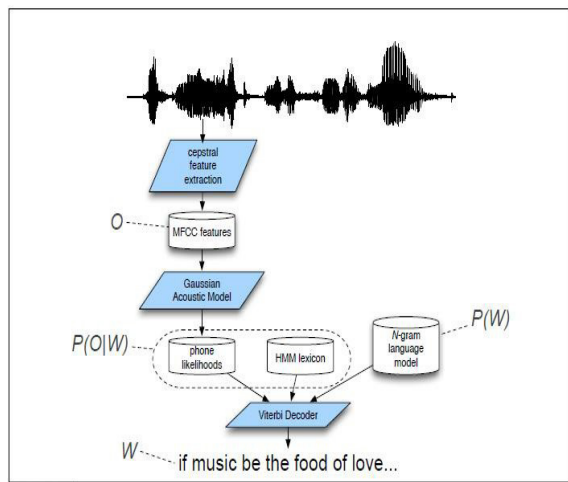 cepstral
feature
extraction
O
MFCC features
Gaussian
Acoustic Model
P(O|W)
phone
likelihoods
HMM lexicon
N-gram
language
model
P(W)
Viterbi Decoder
W
if music be the food of love...